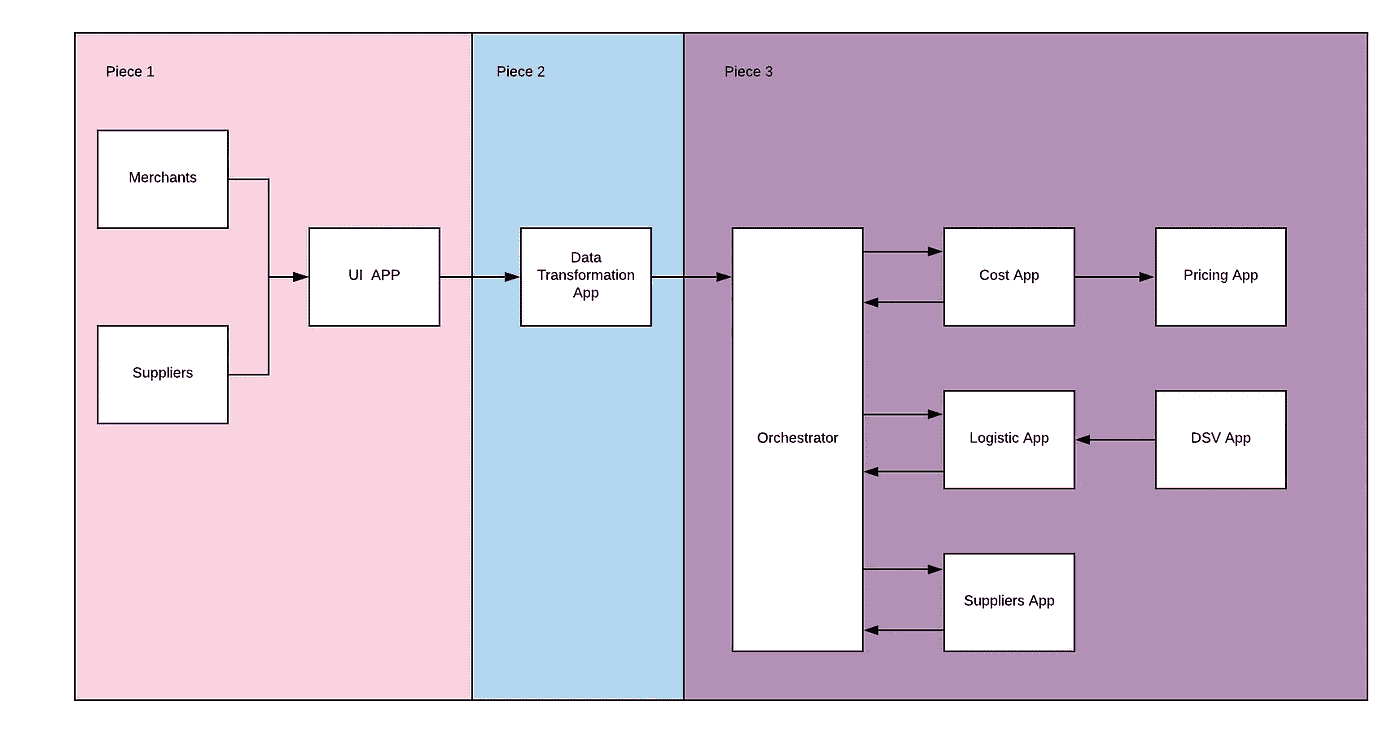 Piece 1
Piece 2
Piece 3
Merchants
Suppliers
UI APP
Data
Transformation
App
Orchestrator
Cost App
Pricing App
Logistic App
DSV App
Suppliers App